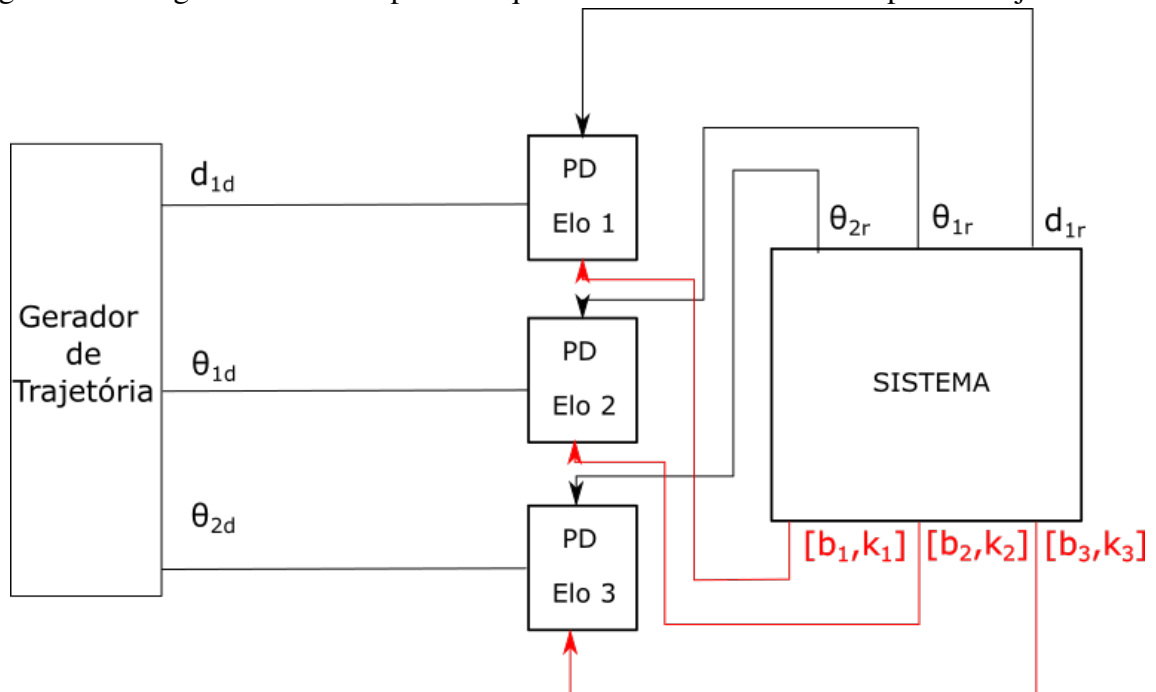 d1d
PD
Elo 1
θ2r
θ1r
d1r
Gerador
de
Trajetória
θ1d
PD
Elo 2
SISTEMA
θ2d
PD
Elo 3
[b1,k1]
[b2,k2]
[b3,k3]